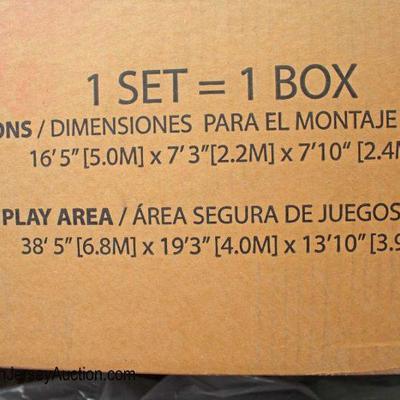 1 SET = 1 BOX
ONS / DIMENSIONES PARA EL MONTAJE
16' 5" [5.0M] x 7' 3"[2.2M] x 7'10" [2.4M
PLAY AREA / ÁREA SEGURA DE JUEGOS
38' 5" [6.8M] x 19'3" [4.0M] x 13'10" [3.9
nJerseyAuction.com